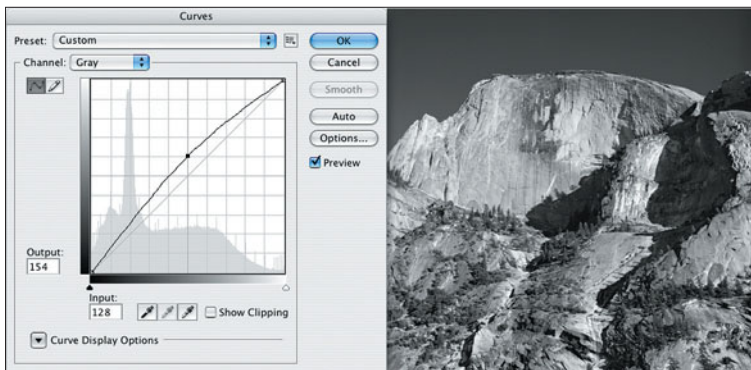 Curves
Preset: Custom
OK
Channel: Gray
Cancel
Smooth
Auto
Options...
Preview
Output:
154
Input:
128
Show Clipping
Curve Display Options